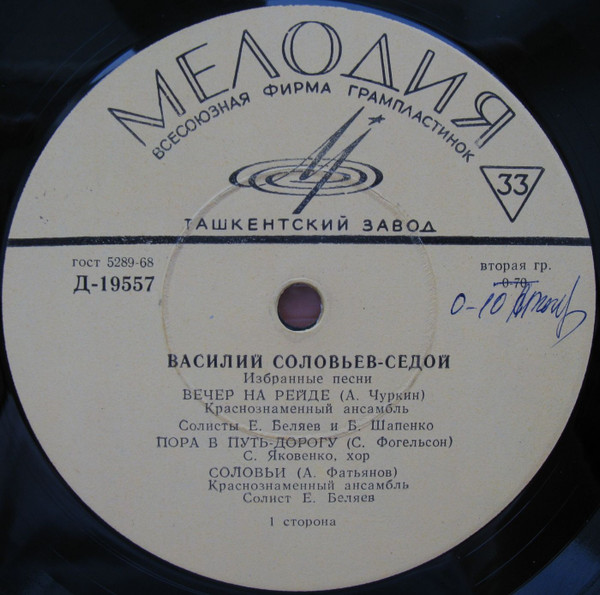 МЕЛОДИЯ
ВСЕСОЮЗНАЯ ФИРМА ГРАМПЛАСТИНОК
33
ТАШКЕНТСКИЙ ЗАВОД
гост 5289-68
Д-19557
вторая гр.
0-70
0-10
ВАСИЛИЙ СОЛОВЬЕВ-СЕДОЙ
Избранные песни
ВЕЧЕР НА РЕЙДЕ (А. Чуркин)
Краснознаменный ансамбль
Солисты Е. Беляев и Б. Шапенко
ПОРА В ПУТЬ-ДОРОГУ (С. Фогельсон)
С. Яковенко, хор
СОЛОВЬИ (А. Фатьянов)
Краснознаменный ансамбль
Солист Е. Беляев
1 сторона